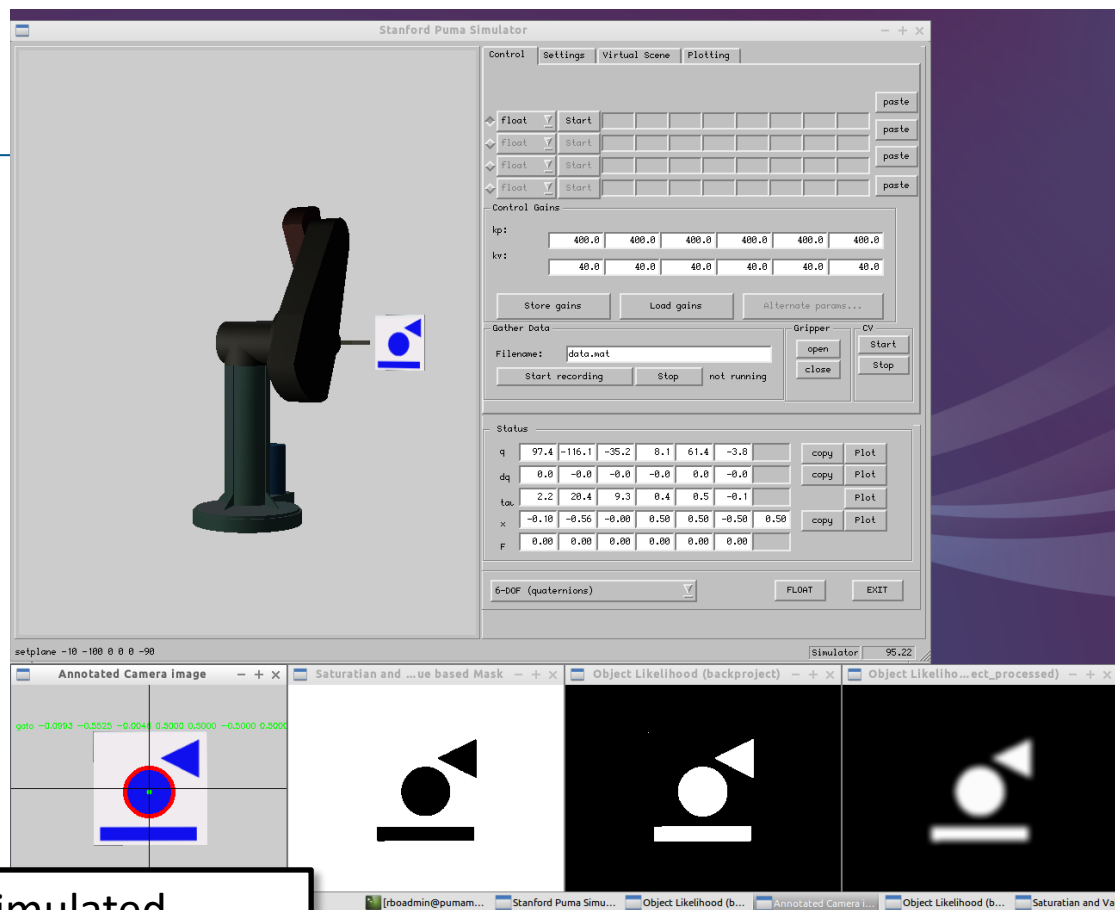 Stanford Puma Simulator
Control Settings Virtual Scene Plotting
paste
float Start
paste
float Start
paste
float Start
paste
float Start
Control Gains
kp:
400.0 400.0 400.0 400.0 400.0 400.0
kv:
40.0 40.0 40.0 40.0 40.0 40.0
Store gains Load gains Alternate params...
Gather Data Gripper CV
Filename: data.mat open Start
Start recording Stop not running close Stop
Status
q 97.4 -116.1 -35.2 8.1 61.4 -3.8 copy Plot
dq 0.0 -0.0 -0.0 -0.0 0.0 -0.0 copy Plot
tau 2.2 20.4 9.3 0.4 0.5 -0.1 Plot
x -0.10 -0.56 -0.00 0.50 0.50 -0.50 0.50 copy Plot
F 0.00 0.00 0.00 0.00 0.00 0.00
6-DOF (quaternions) FLOAT EXIT
setplane -10 -100 0 0 0 -90 Simulator 95.22
Annotated Camera image Saturatian and ...ue based Mask Object Likelihood (backproject) Object Likeliho...ect_processed)
goto -0.0993 -0.5525 -0.0048 0.5000 0.5000 -0.5000 0.5000
imulated
[rboadmin@pumam... Stanford Puma Simu... Object Likelihood (b... Annotated Camera i... Object Likelihood (b... Saturatian and Va